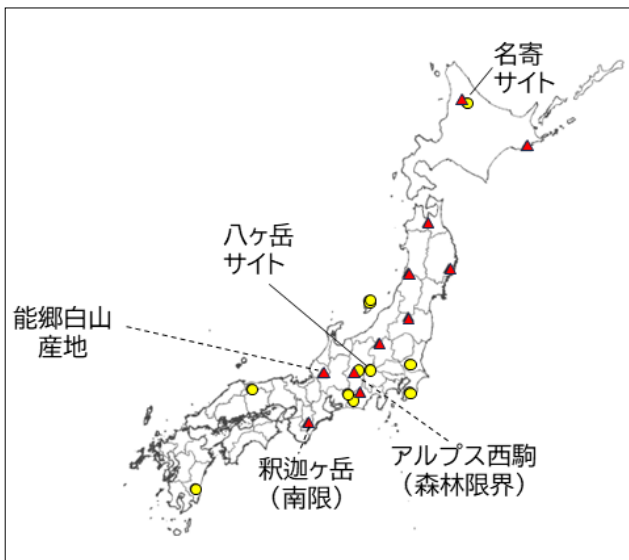 名寄
サイト
八ヶ岳
サイト
能郷白山
産地
釈迦ヶ岳
（南限）
アルプス西駒
（森林限界）